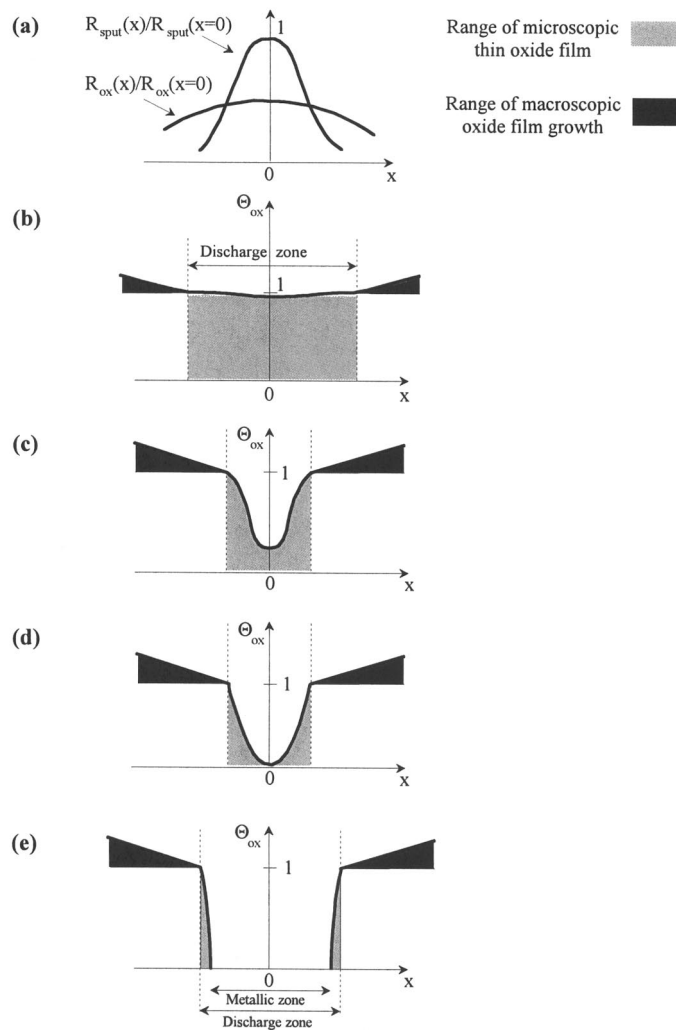 (a)
R_sput(x)/R_sput(x=0)
1
R_ox(x)/R_ox(x=0)
0
x
Range of microscopic
thin oxide film
Range of macroscopic
oxide film growth
(b)
Θ_ox
Discharge zone
1
0
x
(c)
Θ_ox
1
0
x
(d)
Θ_ox
1
0
x
(e)
Θ_ox
1
0
x
Metallic zone
Discharge zone